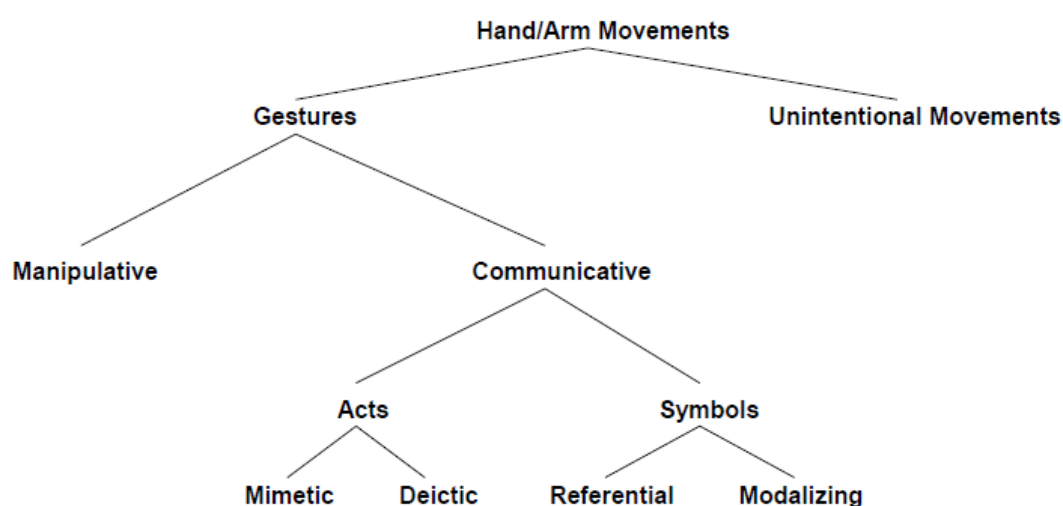 Hand/Arm Movements
Gestures
Unintentional Movements
Manipulative
Communicative
Acts
Symbols
Mimetic
Deictic
Referential
Modalizing